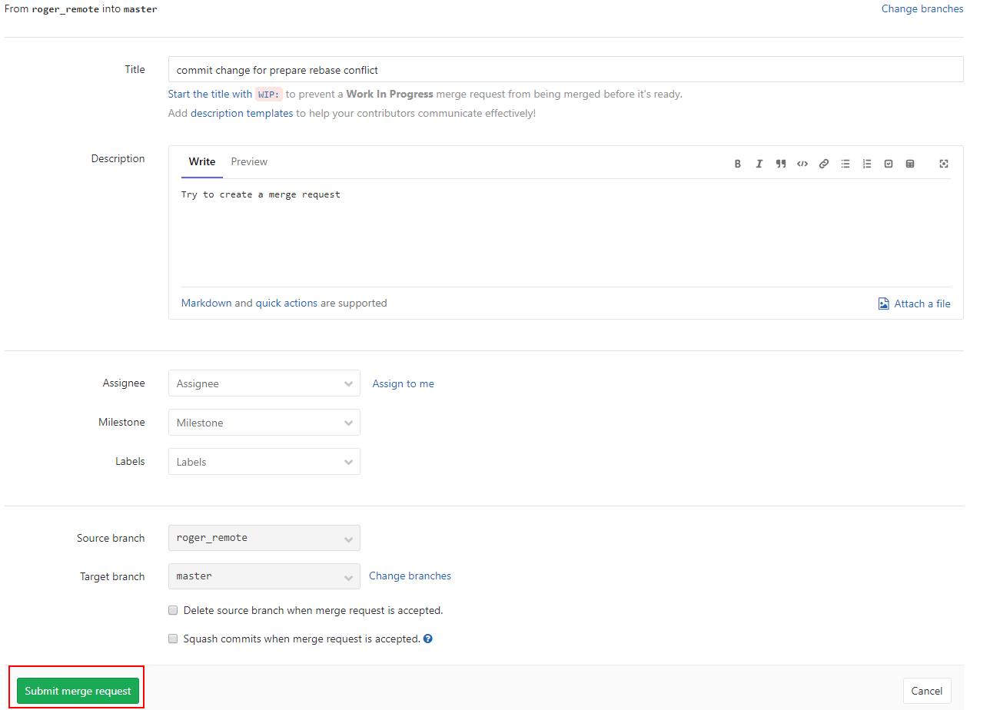 From roger_remote into master Change branches
Title commit change for prepare rebase conflict
Start the title with WIP: to prevent a Work In Progress merge request from being merged before it's ready.
Add description templates to help your contributors communicate effectively!
Description Write Preview
Try to create a merge request
Markdown and quick actions are supported Attach a file
Assignee Assignee Assign to me
Milestone Milestone
Labels Labels
Source branch roger_remote
Target branch master Change branches
Delete source branch when merge request is accepted.
Squash commits when merge request is accepted.
Submit merge request Cancel